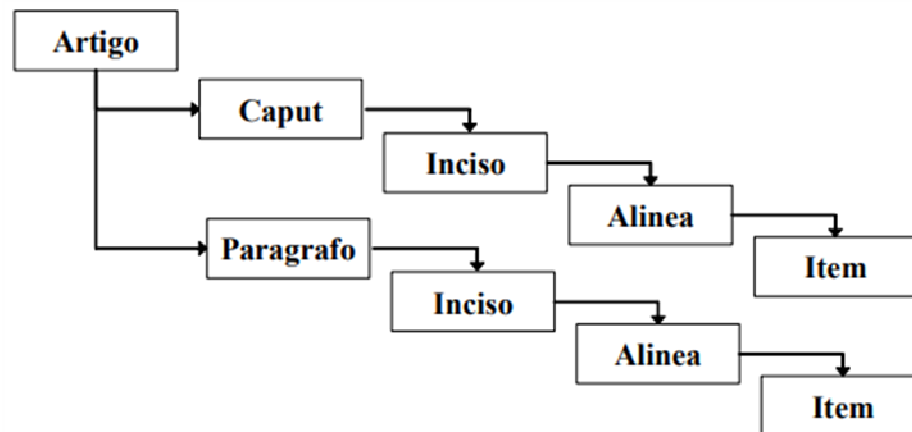 Artigo
Caput
Inciso
Alinea
Item
Paragrafo
Inciso
Alinea
Item